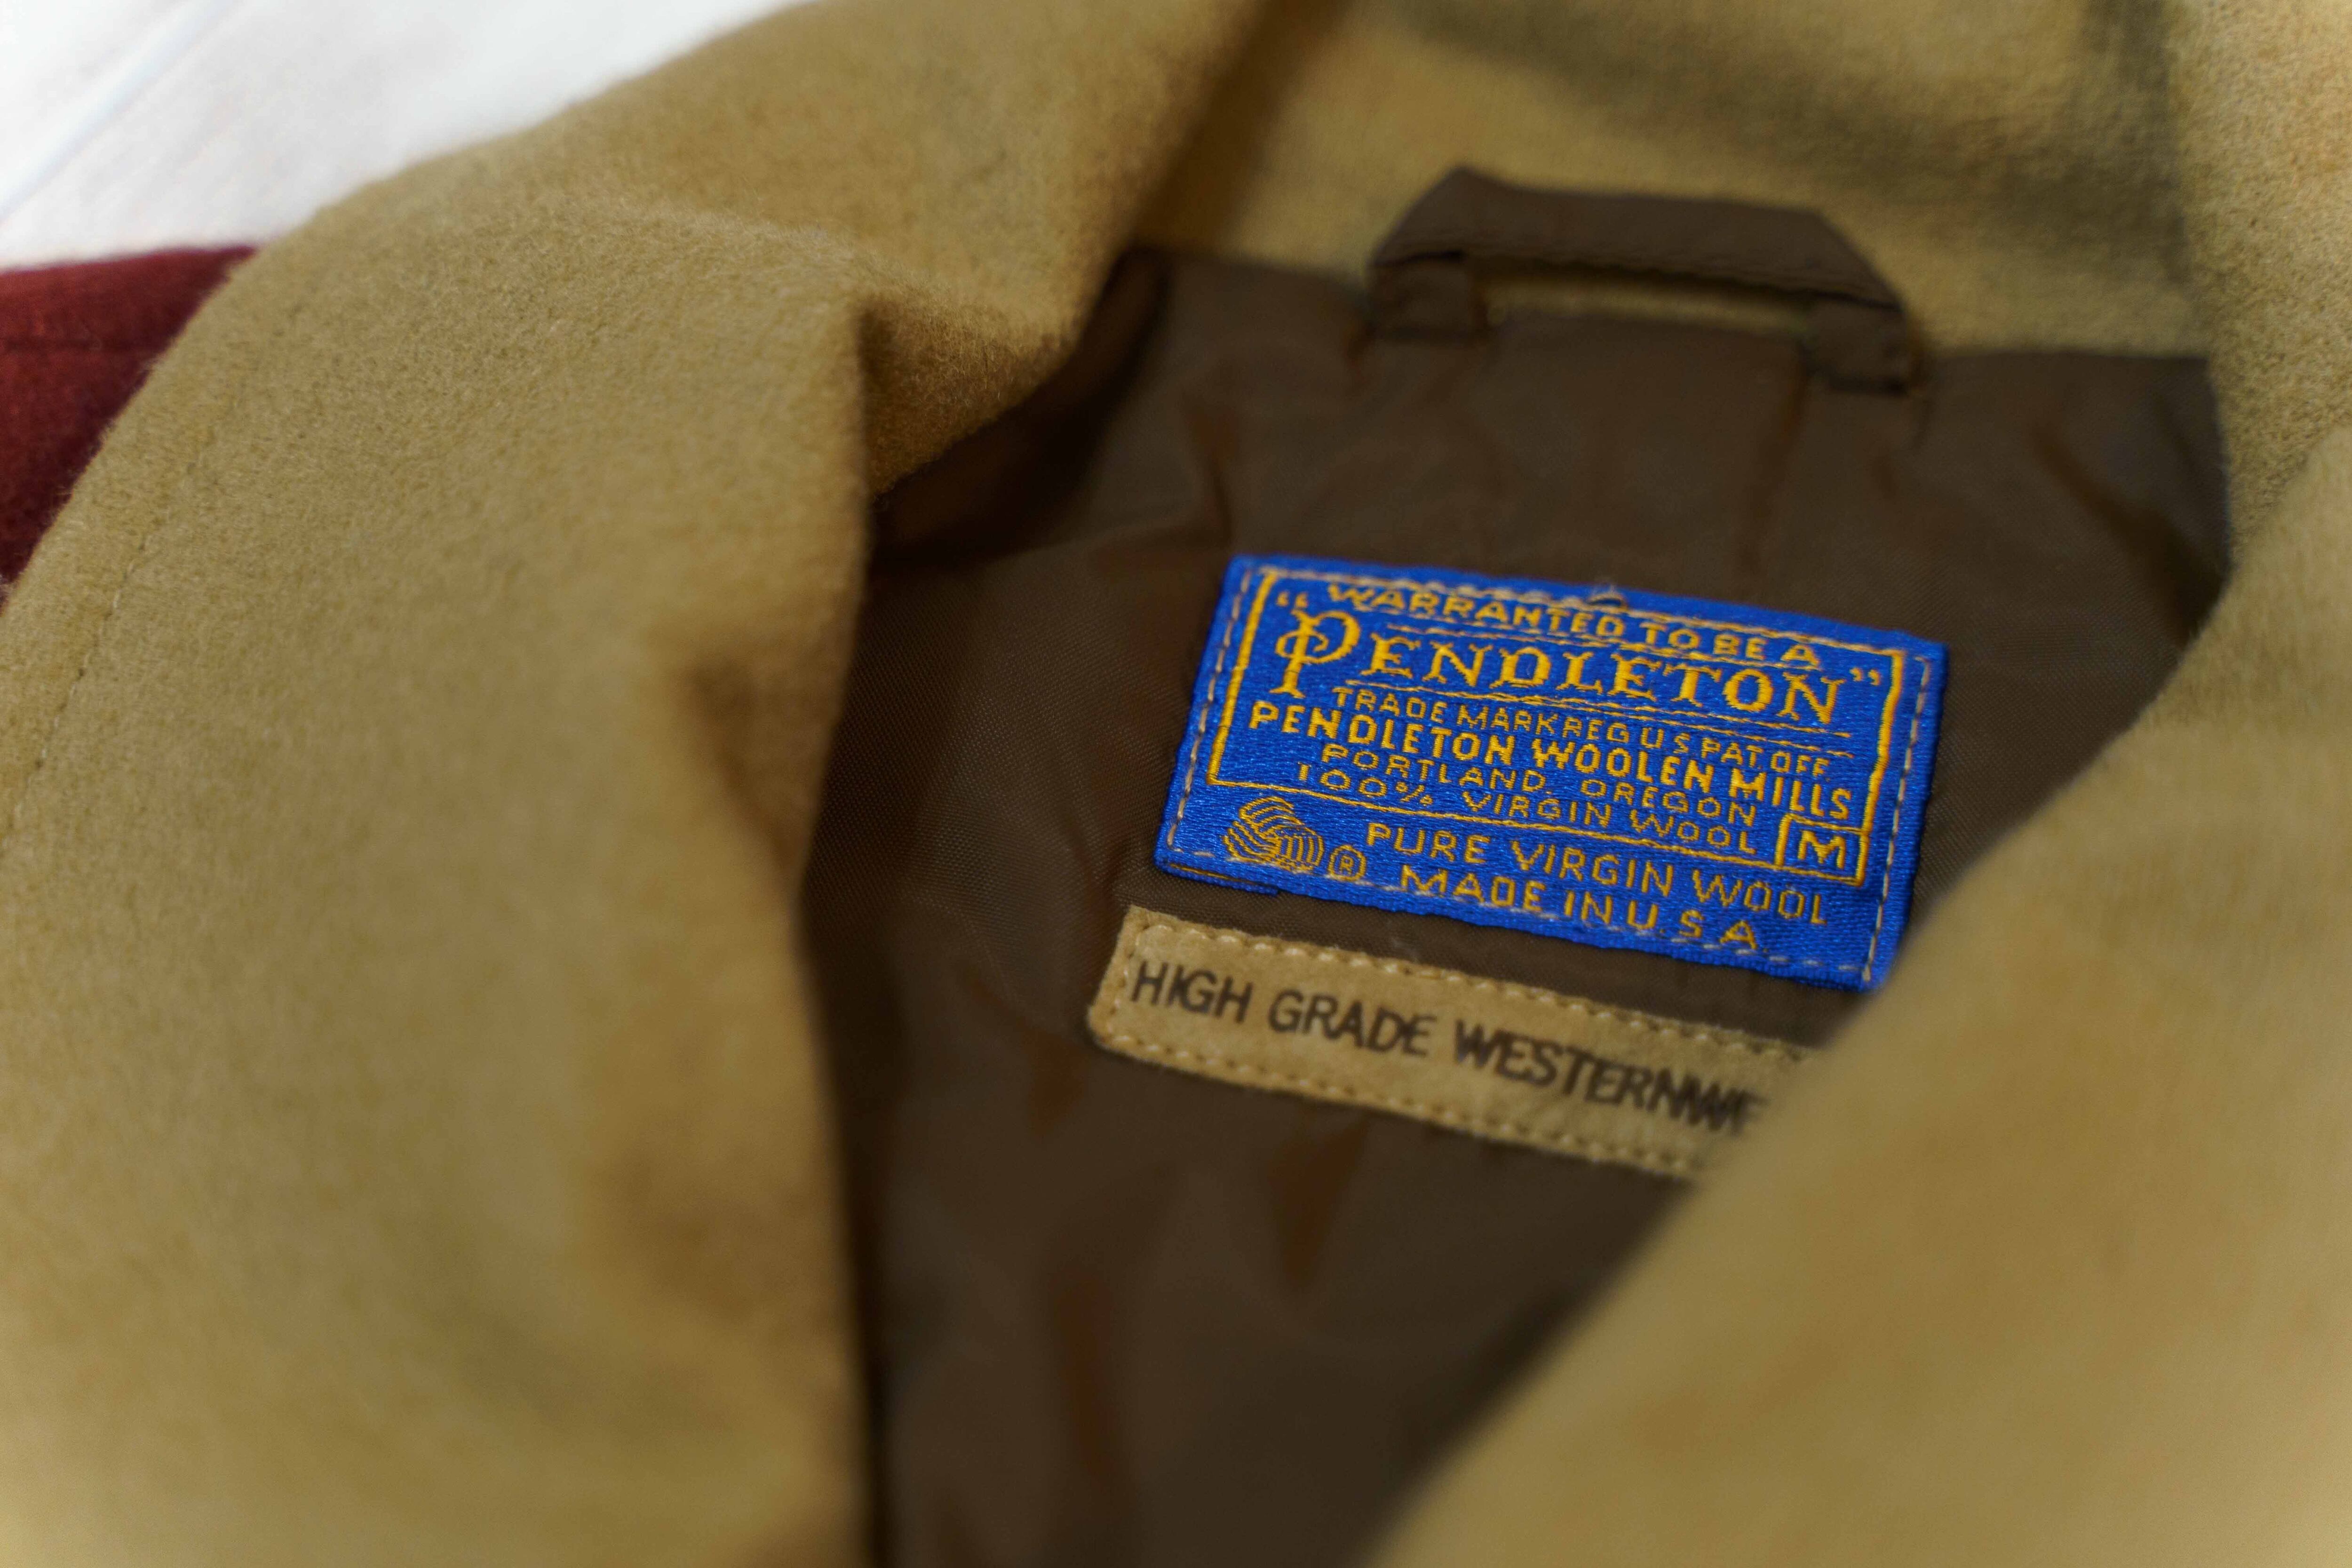 "WARRANTED TO BE A
PENDLETON"
TRADE MARK REG U S PAT OFF
PENDLETON WOOLEN MILLS
PORTLAND, OREGON
100% VIRGIN WOOL M
PURE VIRGIN WOOL
® MADE IN U.S.A.
HIGH GRADE